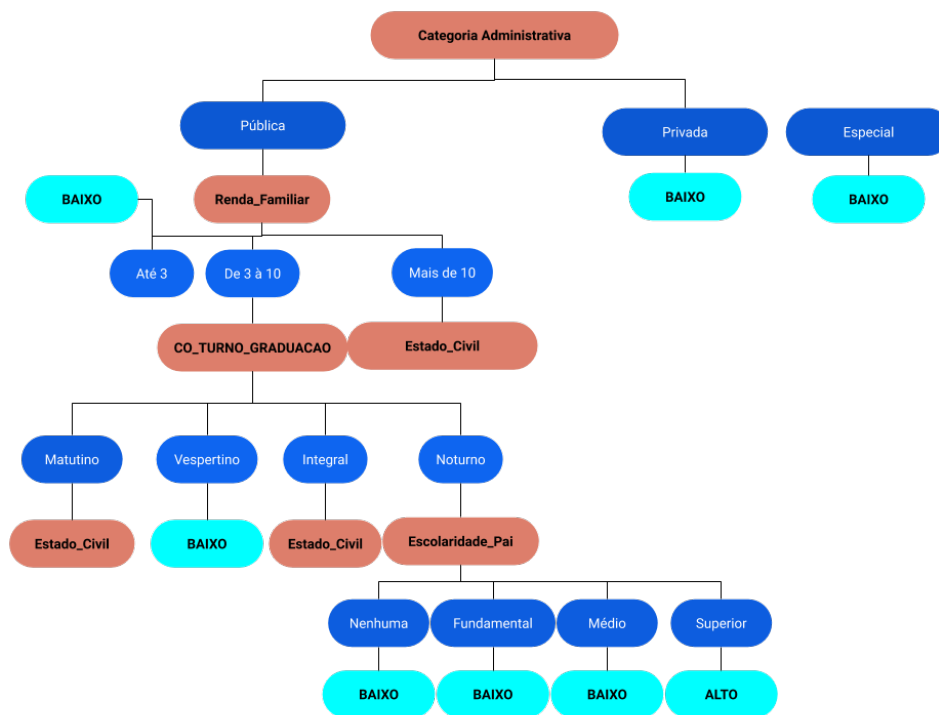 Categoria Administrativa
Pública
Privada
Especial
BAIXO
Renda_Familiar
BAIXO
BAIXO
Até 3
De 3 à 10
Mais de 10
CO_TURNO_GRADUACAO
Estado_Civil
Matutino
Vespertino
Integral
Noturno
Estado_Civil
BAIXO
Estado_Civil
Escolaridade_Pai
Nenhuma
Fundamental
Médio
Superior
BAIXO
BAIXO
BAIXO
ALTO